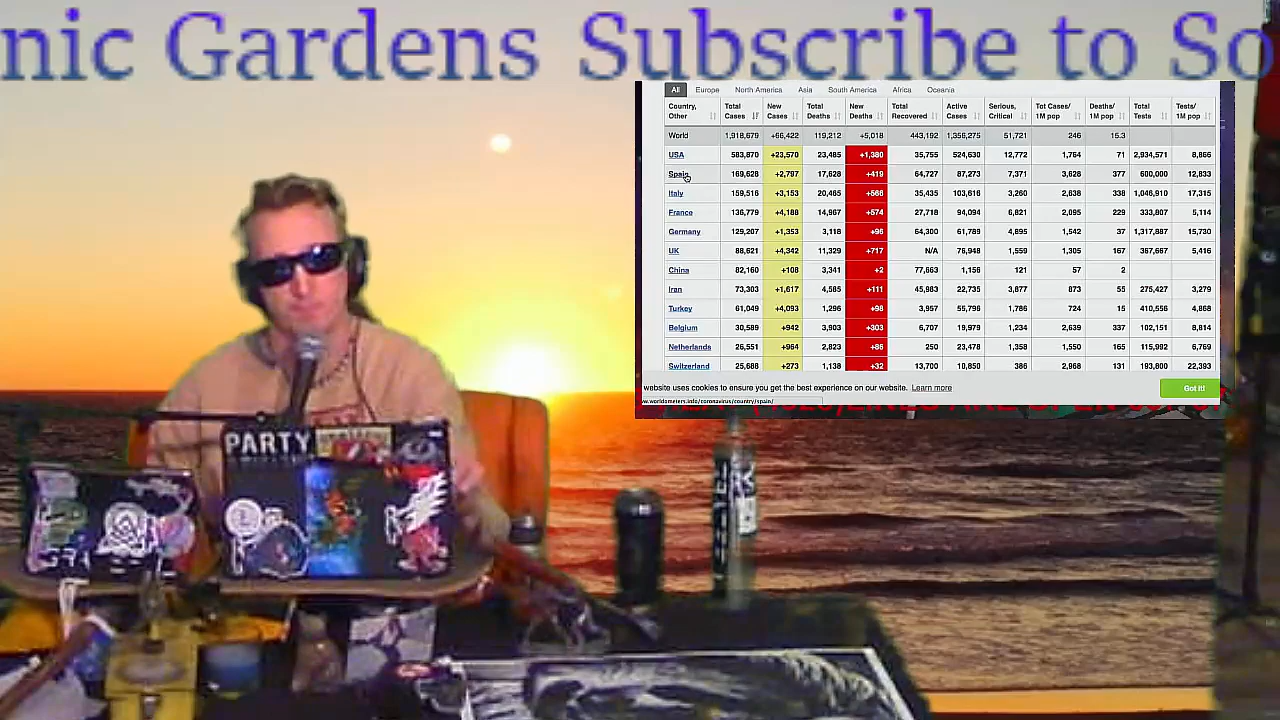 nic Gardens Subscribe to So
All Europe North America Asia South America Africa Oceania
Country, Other Total Cases New Cases Total Deaths New Deaths Total Recovered Active Cases Serious, Critical Tot Cases/ 1M pop Deaths/ 1M pop Total Tests Tests/ 1M pop
World 1,918,679 +66,422 119,212 +5,018 443,192 1,356,275 51,721 246 15.3
USA 583,870 +23,570 23,485 +1,380 35,755 524,630 12,772 1,764 71 2,934,571 8,866
Spain 169,628 +2,797 17,628 +419 64,727 87,273 7,371 3,628 377 600,000 12,833
Italy 159,516 +3,153 20,465 +566 35,435 103,616 3,260 2,638 338 1,046,910 17,315
France 136,779 +4,188 14,967 +574 27,718 94,094 6,821 2,095 229 333,807 5,114
Germany 129,207 +1,353 3,118 +96 64,300 61,789 4,895 1,542 37 1,317,887 15,730
UK 88,621 +4,342 11,329 +717 N/A 76,948 1,559 1,305 167 367,667 5,416
China 82,160 +108 3,341 +2 77,663 1,156 121 57 2
Iran 73,303 +1,617 4,585 +111 45,983 22,735 3,877 873 55 275,427 3,279
Turkey 61,049 +4,093 1,296 +98 3,957 55,796 1,786 724 15 410,556 4,868
Belgium 30,589 +942 3,903 +303 6,707 19,979 1,234 2,639 337 102,151 8,814
Netherlands 26,551 +964 2,823 +86 250 23,478 1,358 1,550 165 115,992 6,769
Switzerland 25,688 +273 1,138 +32 13,700 10,850 386 2,968 131 193,800 22,393
website uses cookies to ensure you get the best experience on our website. Learn more Got it!
w.worldometers.info/coronavirus/country/spain/
PARTY